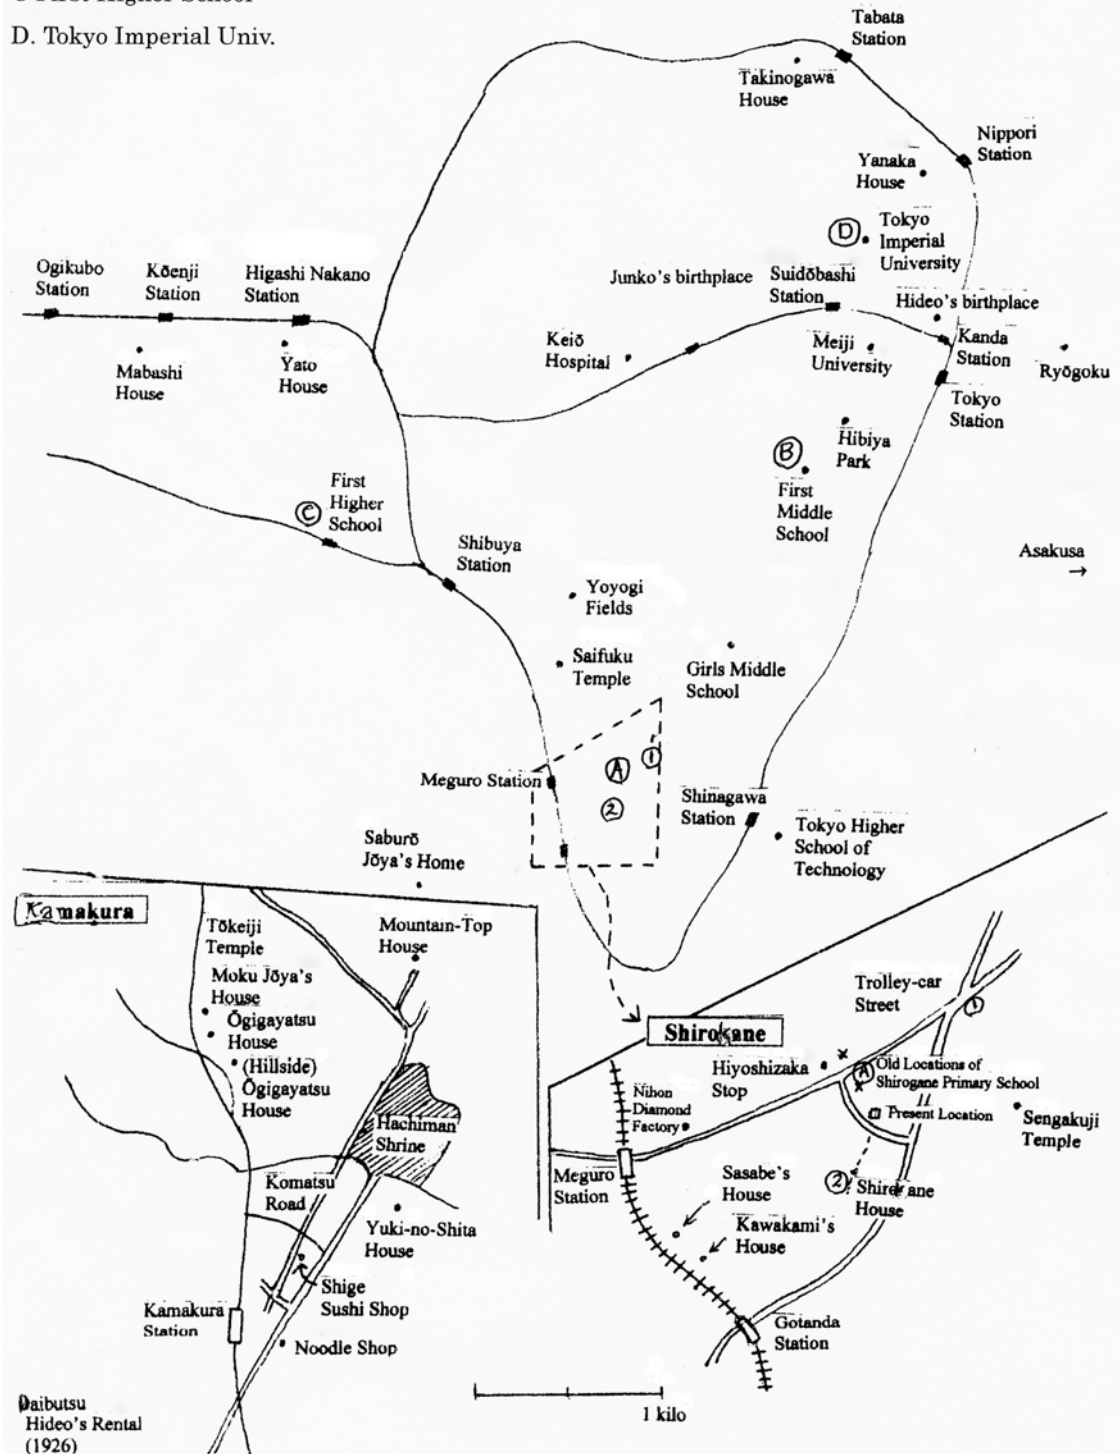 D. Tokyo Imperial Univ.
Tabata
Station
Takinogawa
House
Nippori
Station
Yanaka
House
D
Tokyo
Imperial
University
Ogikubo
Station
Kōenji
Station
Higashi Nakano
Station
Junko's birthplace
Suidōbashi
Station
Hideo's birthplace
Mabashi
House
Yato
House
Keiō
Hospital
Meiji
University
Kanda
Station
Ryōgoku
Tokyo
Station
Hibiya
Park
B
First
Middle
School
C
First
Higher
School
Shibuya
Station
Asakusa
→
Yoyogi
Fields
Saifuku
Temple
Girls Middle
School
1
A
2
Meguro Station
Shinagawa
Station
Tokyo Higher
School of
Technology
Saburō
Jōya's Home
Kamakura
Tōkeiji
Temple
Mountain-Top
House
Moku Jōya's
House
Ōgigayatsu
House
(Hillside)
Ōgigayatsu
House
Hachiman
Shrine
Komatsu
Road
Yuki-no-Shita
House
Shige
Sushi Shop
Kamakura
Station
Noodle Shop
Daibutsu
Hideo's Rental
(1926)
Shirokane
Trolley-car
Street
1
Hiyoshizaka
Stop
A
Old Locations of
Shirogane Primary School
Nihon
Diamond
Factory
Present Location
Sengakuji
Temple
Meguro
Station
Sasabe's
House
2
Shirokane
House
Kawakami's
House
Gotanda
Station
1 kilo